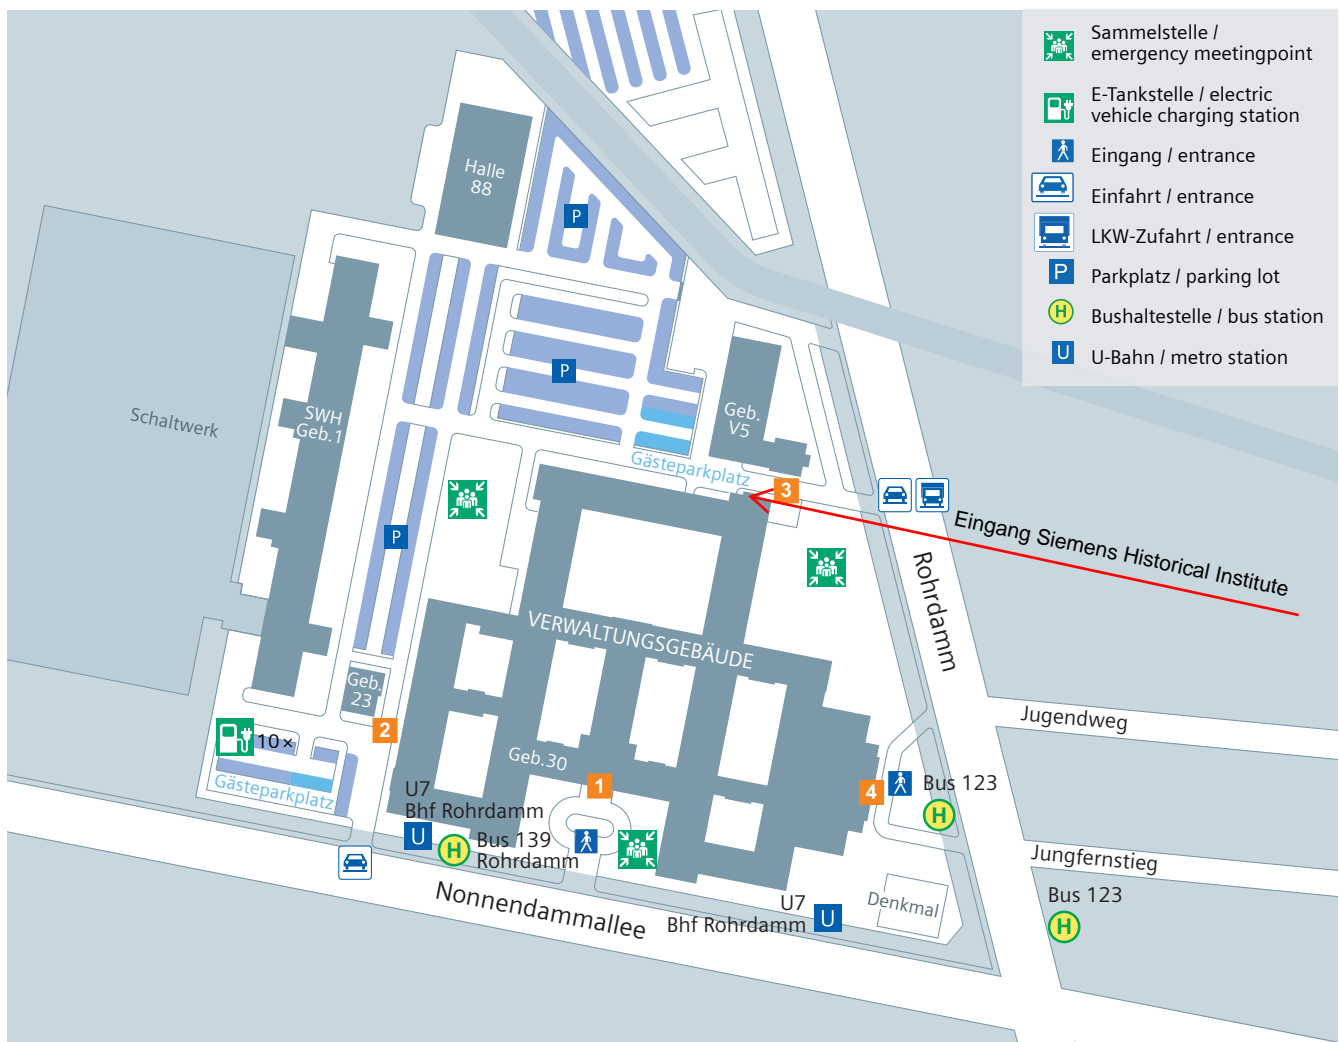 Sammelstelle /
emergency meetingpoint
E-Tankstelle / electric
vehicle charging station
Eingang / entrance
Einfahrt / entrance
LKW-Zufahrt / entrance
P
Parkplatz / parking lot
H
Bushaltestelle / bus station
U
U-Bahn / metro station
Halle
88
P
Schaltwerk
SWH
Geb.1
P
Geb.
V5
Gästeparkplatz
3
P
Eingang Siemens Historical Institute
Rohrdamm
VERWALTUNGSGEBÄUDE
Geb.
23
2
10 ×
Gästeparkplatz
Geb.30
1
4
Bus 123
H
Jugendweg
U7
Bhf Rohrdamm
U
H
Bus 139
Rohrdamm
Nonnendammallee
U7
Bhf Rohrdamm
U
Denkmal
Jungfernstieg
Bus 123
H